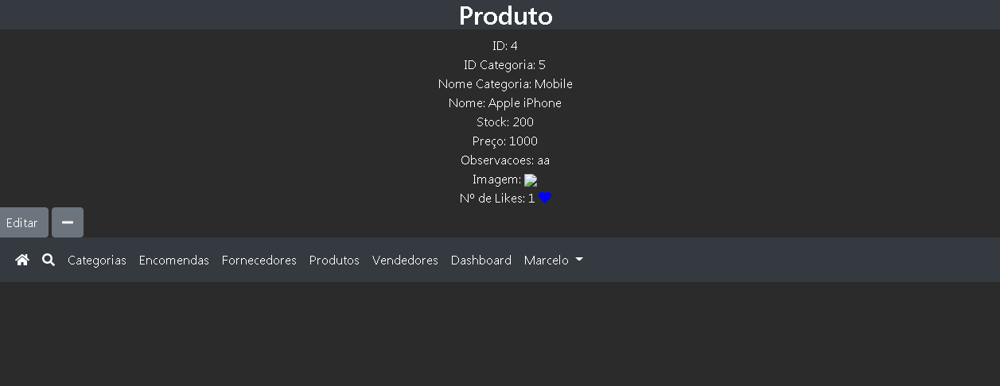 Produto
ID: 4
ID Categoria: 5
Nome Categoria: Mobile
Nome: Apple iPhone
Stock: 200
Preço: 1000
Observacoes: aa
Imagem:
Nº de Likes: 1
Editar
Categorias Encomendas Fornecedores Produtos Vendedores Dashboard Marcelo